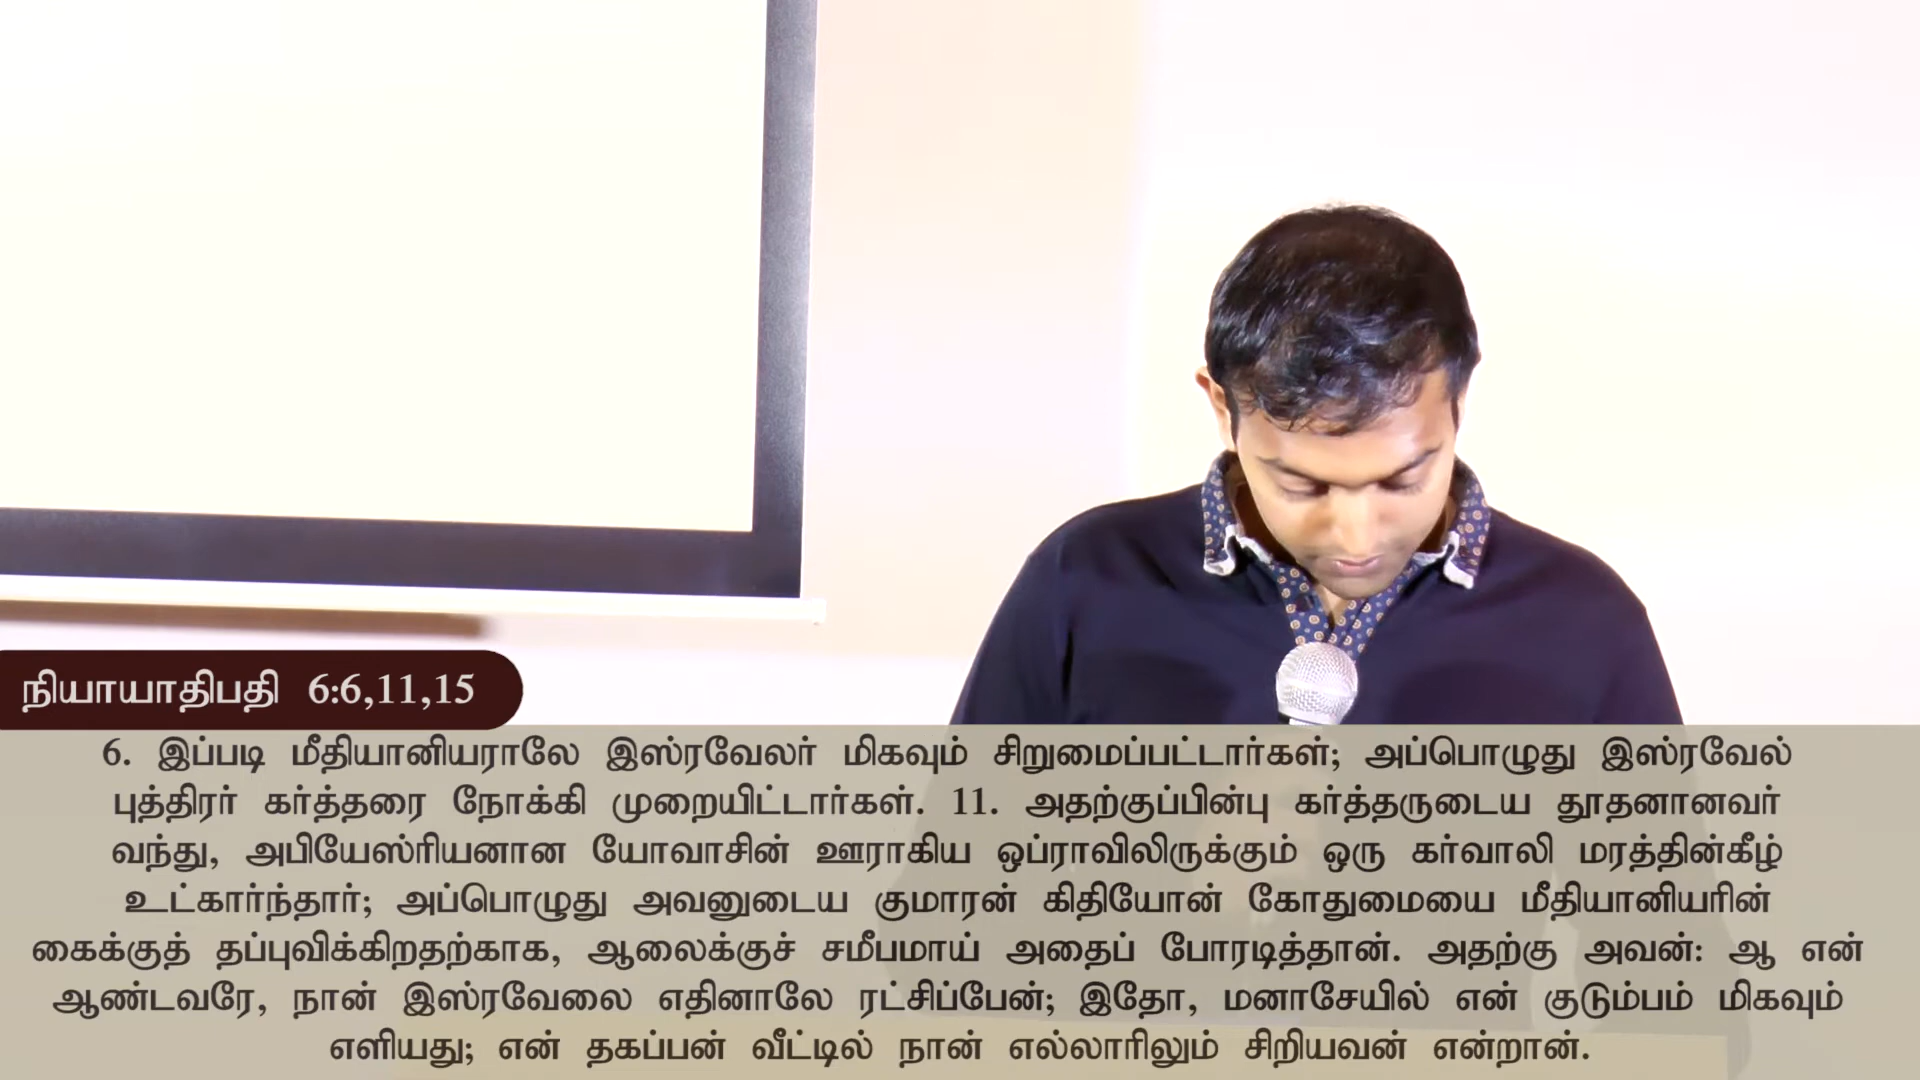 நியாயாதிபதி 6:6,11,15
6. இப்படி மீதியானியராலே இஸ்ரவேலர் மிகவும் சிறுமைப்பட்டார்கள்; அப்பொழுது இஸ்ரவேல்
புத்திரர் கர்த்தரை நோக்கி முறையிட்டார்கள். 11. அதற்குப்பின்பு கர்த்தருடைய தூதனானவர்
வந்து, அபியேஸ்ரியனான யோவாசின் ஊராகிய ஒப்ராவிலிருக்கும் ஒரு கர்வாலி மரத்தின்கீழ்
உட்கார்ந்தார்; அப்பொழுது அவனுடைய குமாரன் கிதியோன் கோதுமையை மீதியானியரின்
கைக்குத் தப்புவிக்கிறதற்காக, ஆலைக்குச் சமீபமாய் அதைப் போரடித்தான். அதற்கு அவன்: ஆ என்
ஆண்டவரே, நான் இஸ்ரவேலை எதினாலே ரட்சிப்பேன்; இதோ, மனாசேயில் என் குடும்பம் மிகவும்
எளியது; என் தகப்பன் வீட்டில் நான் எல்லாரிலும் சிறியவன் என்றான்.